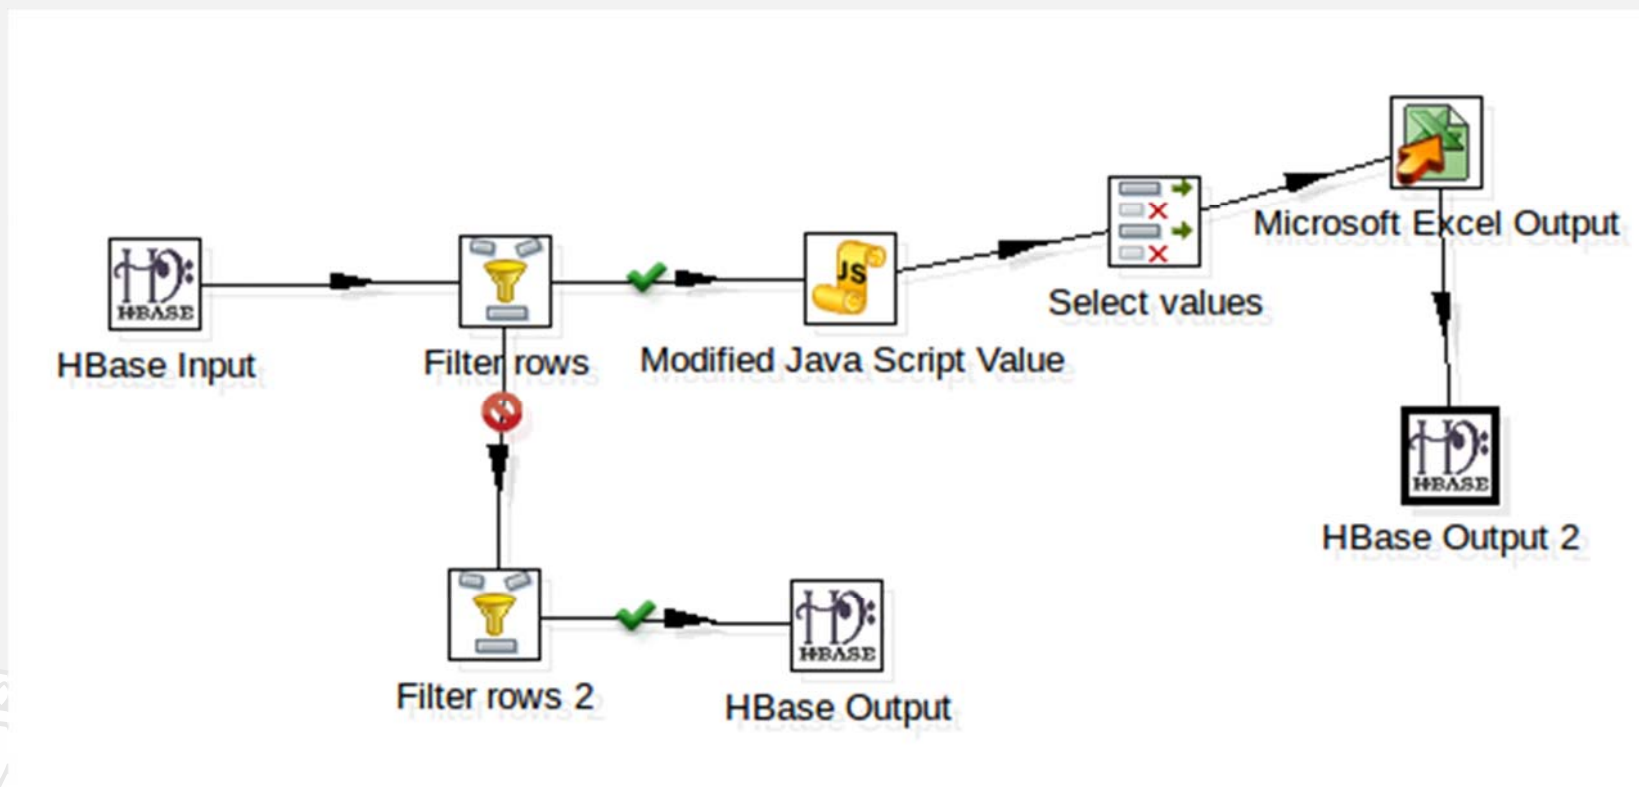 HBASE
HBase Input
Filter rows
JS
Modified Java Script Value
Select values
Microsoft Excel Output
HBASE
HBase Output 2
Filter rows 2
HBASE
HBase Output